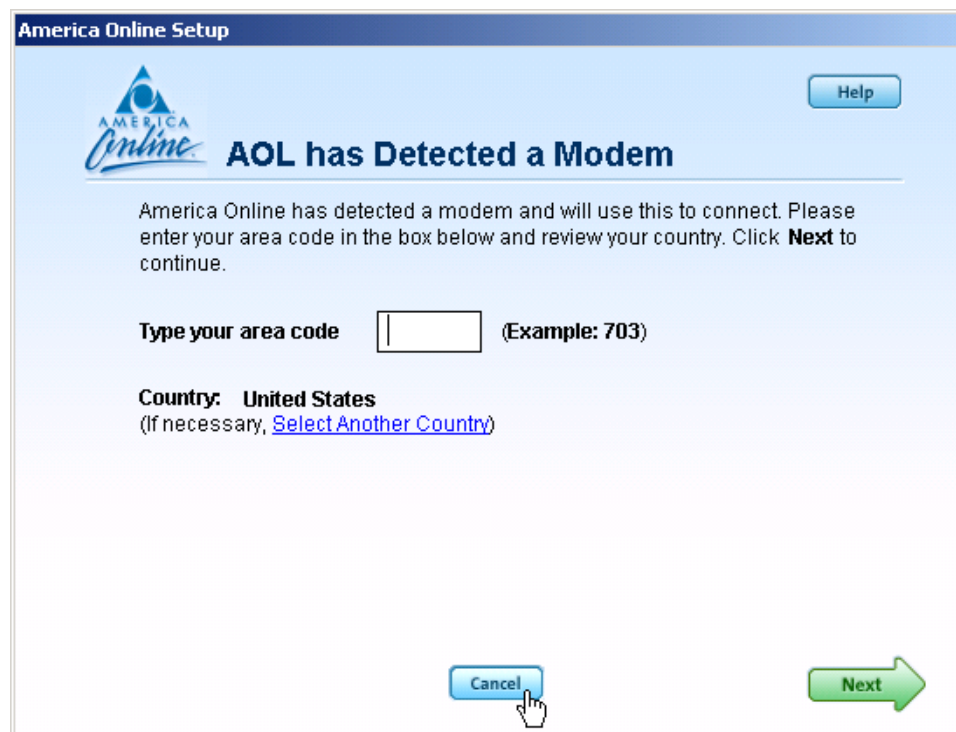 America Online Setup
Help
AMERICA
Online.
AOL has Detected a Modem
America Online has detected a modem and will use this to connect. Please
enter your area code in the box below and review your country. Click Next to
continue.
Type your area code (Example: 703)
Country: United States
(If necessary, Select Another Country)
Cancel Next